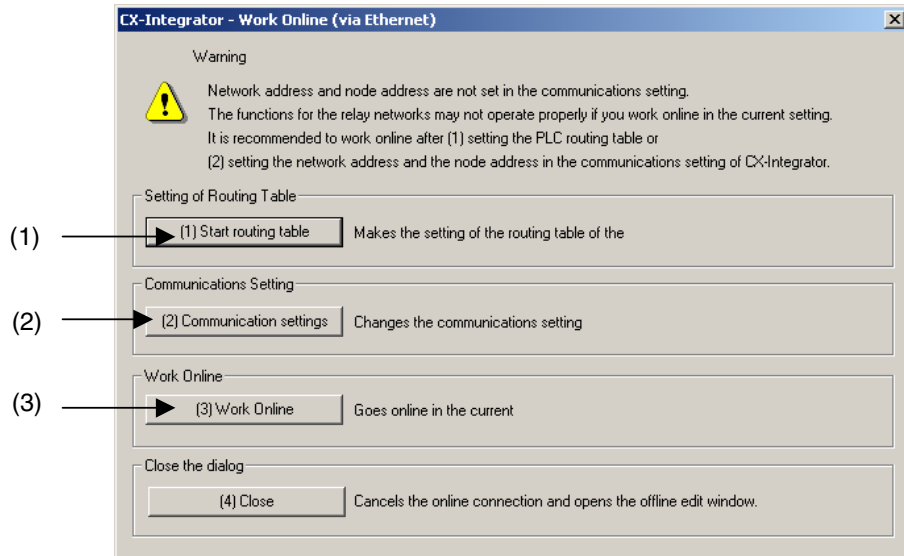 CX-Integrator - Work Online (via Ethernet)
Warning
Network address and node address are not set in the communications setting.
The functions for the relay networks may not operate properly if you work online in the current setting.
It is recommended to work online after (1) setting the PLC routing table or
(2) setting the network address and the node address in the communications setting of CX-Integrator.
Setting of Routing Table
(1) (1) Start routing table Makes the setting of the routing table of the
Communications Setting
(2) (2) Communication settings Changes the communications setting
Work Online
(3) (3) Work Online Goes online in the current
Close the dialog
(4) Close Cancels the online connection and opens the offline edit window.